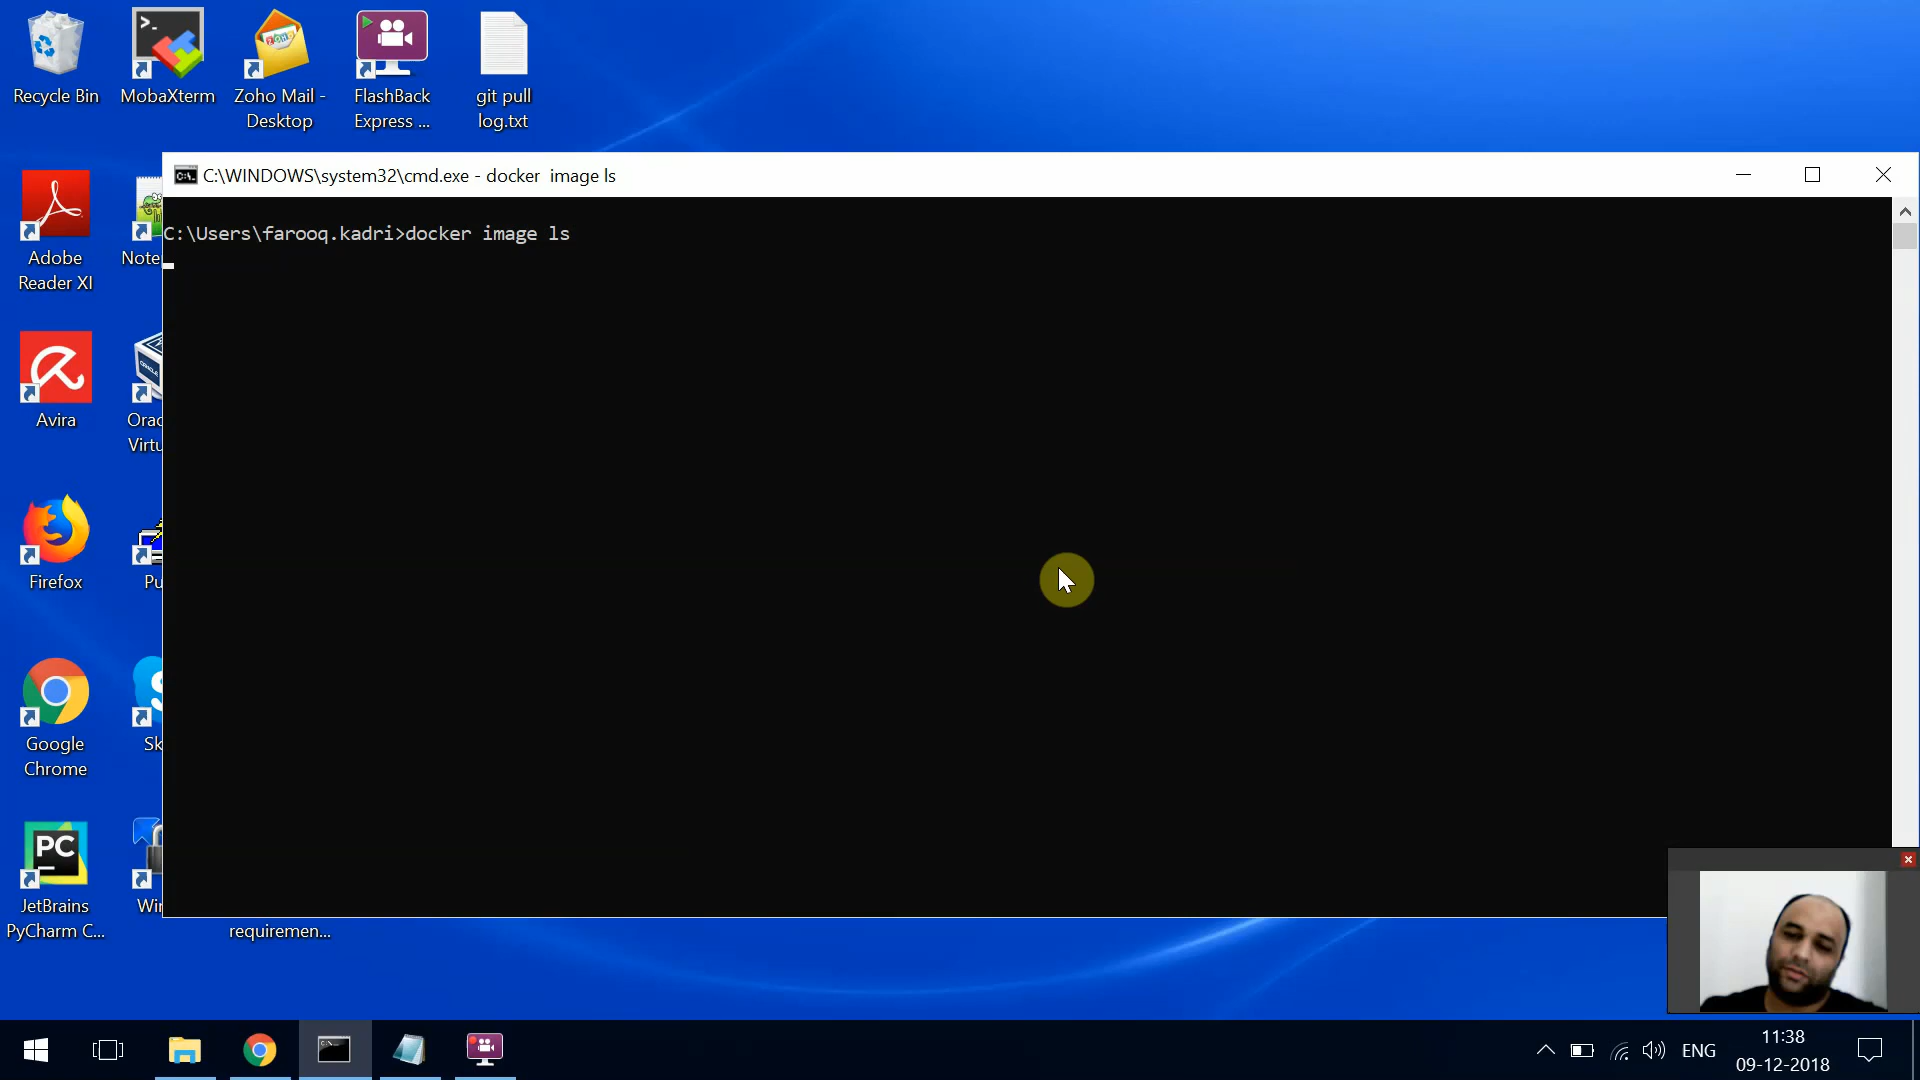 Recycle Bin
MobaXterm
Zoho Mail -
Desktop
FlashBack
Express ...
git pull
log.txt
C:\WINDOWS\system32\cmd.exe - docker  image ls
C:\Users\farooq.kadri>docker image ls
Adobe
Reader XI
Note
Avira
Orac
Virtu
Firefox
Pu
Google
Chrome
Sk
PC
JetBrains
PyCharm C...
Win
requiremen...
ENG
11:38
09-12-2018